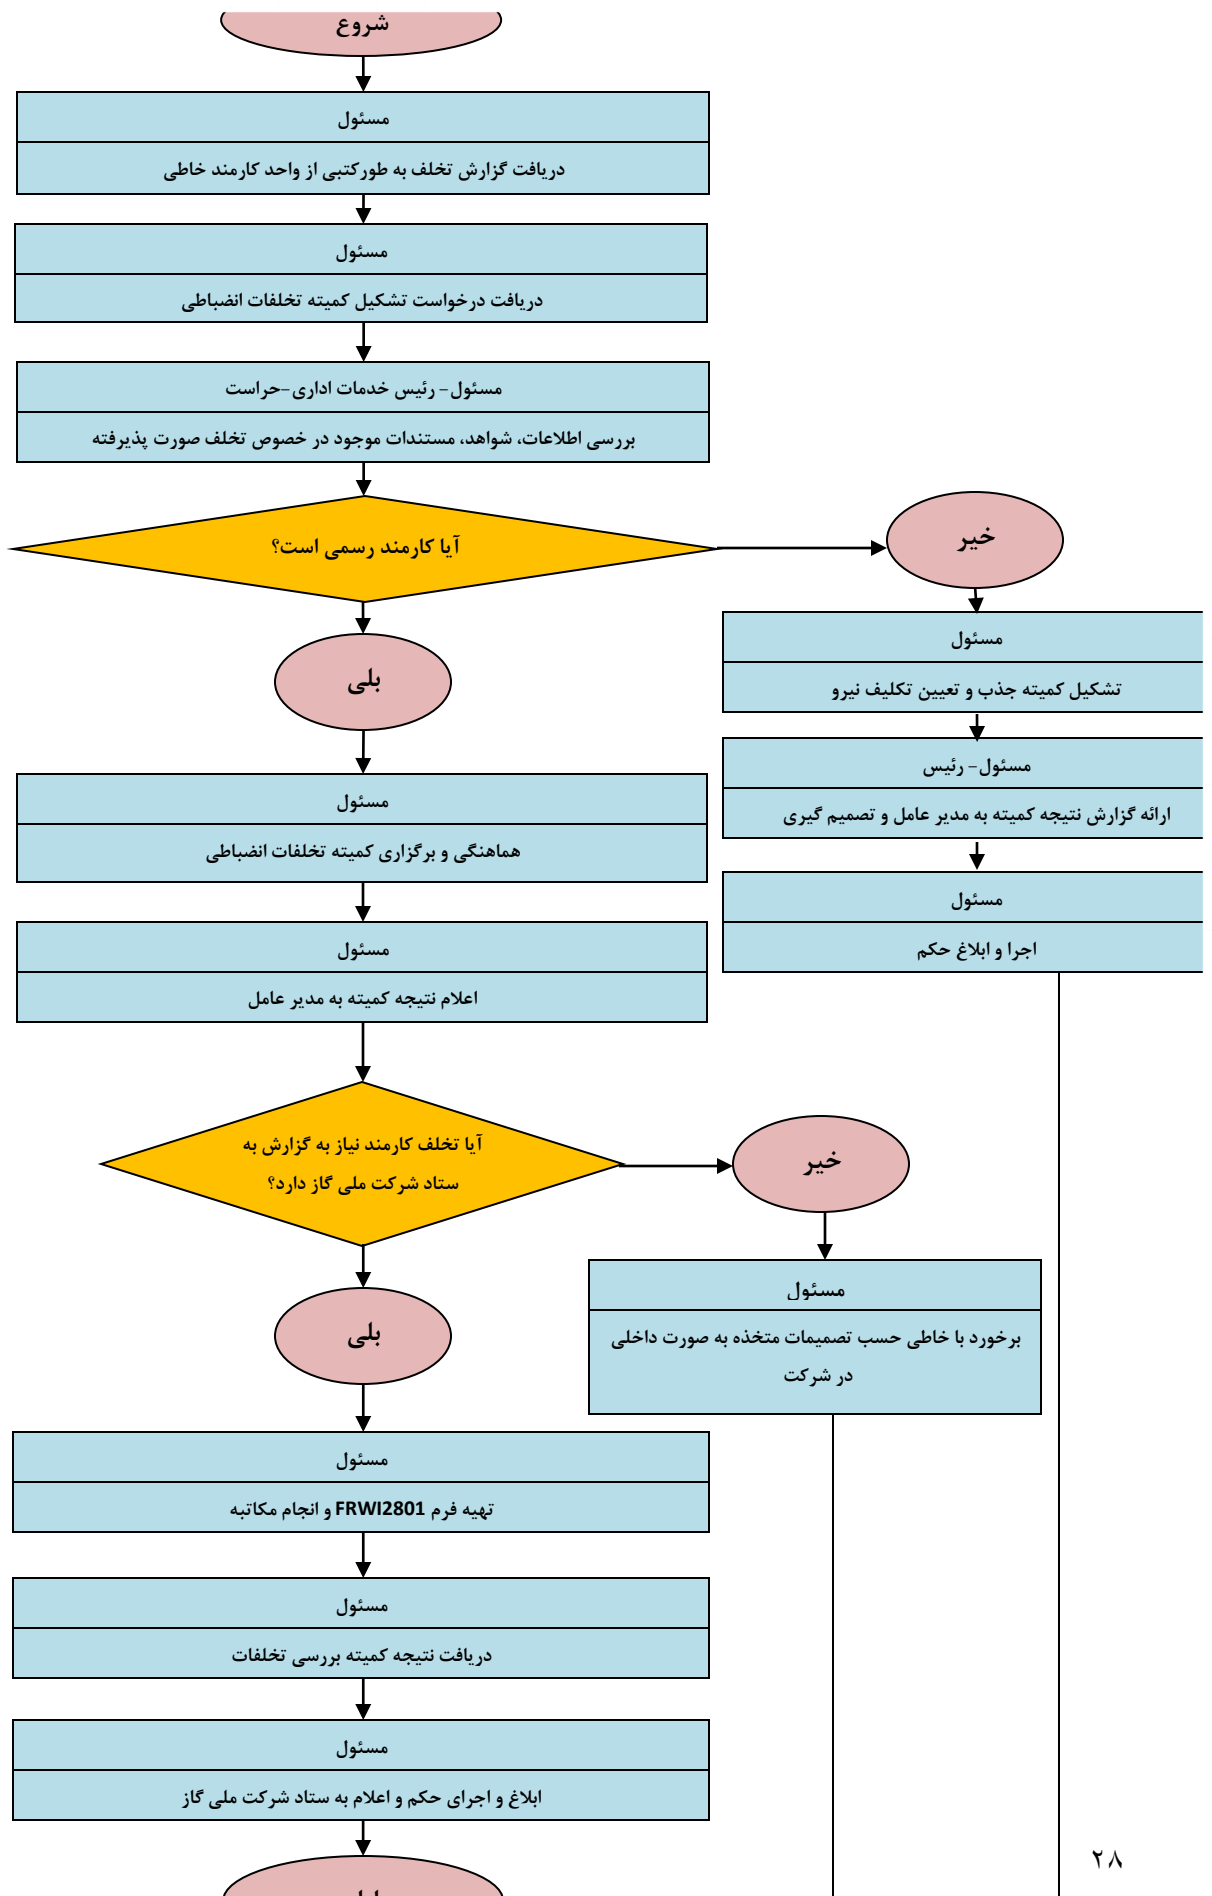 شروع
مسئول
دریافت گزارش تخلف به طورکتبی از واحد کارمند خاطی
مسئول
دریافت درخواست تشکیل کمیته تخلفات انضباطی
مسئول- رئیس خدمات اداری-حراست
بررسی اطلاعات، شواهد، مستندات موجود در خصوص تخلف صورت پذیرفته
آیا کارمند رسمی است؟
خیر
مسئول
تشکیل کمیته جذب و تعیین تکلیف نیرو
مسئول- رئیس
ارائه گزارش نتیجه کمیته به مدیر عامل و تصمیم گیری
مسئول
اجرا و ابلاغ حکم
بلی
مسئول
هماهنگی و برگزاری کمیته تخلفات انضباطی
مسئول
اعلام نتیجه کمیته به مدیر عامل
آیا تخلف کارمند نیاز به گزارش به
ستاد شرکت ملی گاز دارد؟
خیر
مسئول
برخورد با خاطی حسب تصمیمات متخذه به صورت داخلی
در شرکت
بلی
مسئول
تهیه فرم FRWI2801 و انجام مکاتبه
مسئول
دریافت نتیجه کمیته بررسی تخلفات
مسئول
ابلاغ و اجرای حکم و اعلام به ستاد شرکت ملی گاز
۲۸